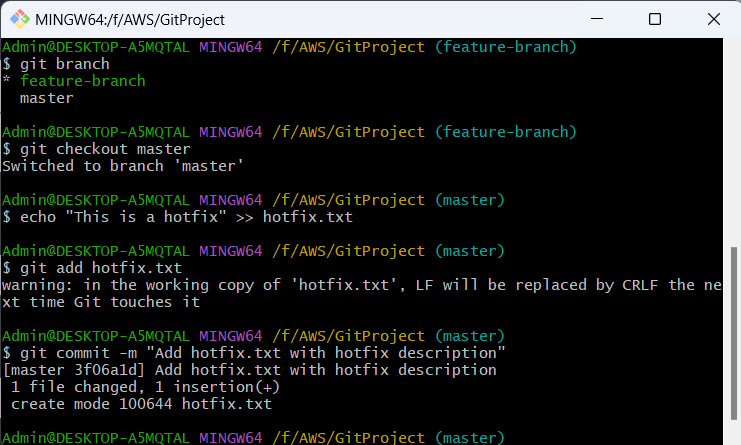 MINGW64:/f/AWS/GitProject
Admin@DESKTOP-A5MQTAL MINGW64 /f/AWS/GitProject (feature-branch)
$ git branch
* feature-branch
  master
Admin@DESKTOP-A5MQTAL MINGW64 /f/AWS/GitProject (feature-branch)
$ git checkout master
Switched to branch 'master'
Admin@DESKTOP-A5MQTAL MINGW64 /f/AWS/GitProject (master)
$ echo "This is a hotfix" >> hotfix.txt
Admin@DESKTOP-A5MQTAL MINGW64 /f/AWS/GitProject (master)
$ git add hotfix.txt
warning: in the working copy of 'hotfix.txt', LF will be replaced by CRLF the ne
xt time Git touches it
Admin@DESKTOP-A5MQTAL MINGW64 /f/AWS/GitProject (master)
$ git commit -m "Add hotfix.txt with hotfix description"
[master 3f06a1d] Add hotfix.txt with hotfix description
 1 file changed, 1 insertion(+)
 create mode 100644 hotfix.txt
Admin@DESKTOP-A5MQTAL MINGW64 /f/AWS/GitProject (master)